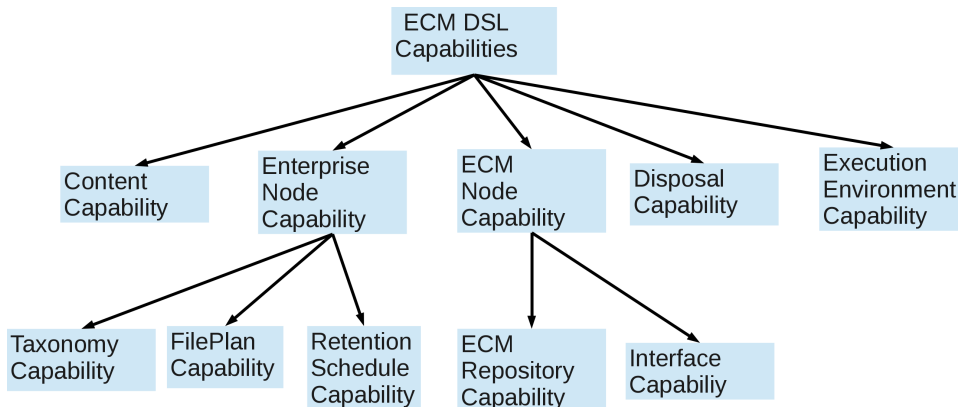 ECM DSL
Capabilities
Content
Capability
Enterprise
Node
Capability
ECM
Node
Capability
Disposal
Capability
Execution
Environment
Capability
Taxonomy
Capability
FilePlan
Capability
Retention
Schedule
Capability
ECM
Repository
Capability
Interface
Capabiliy